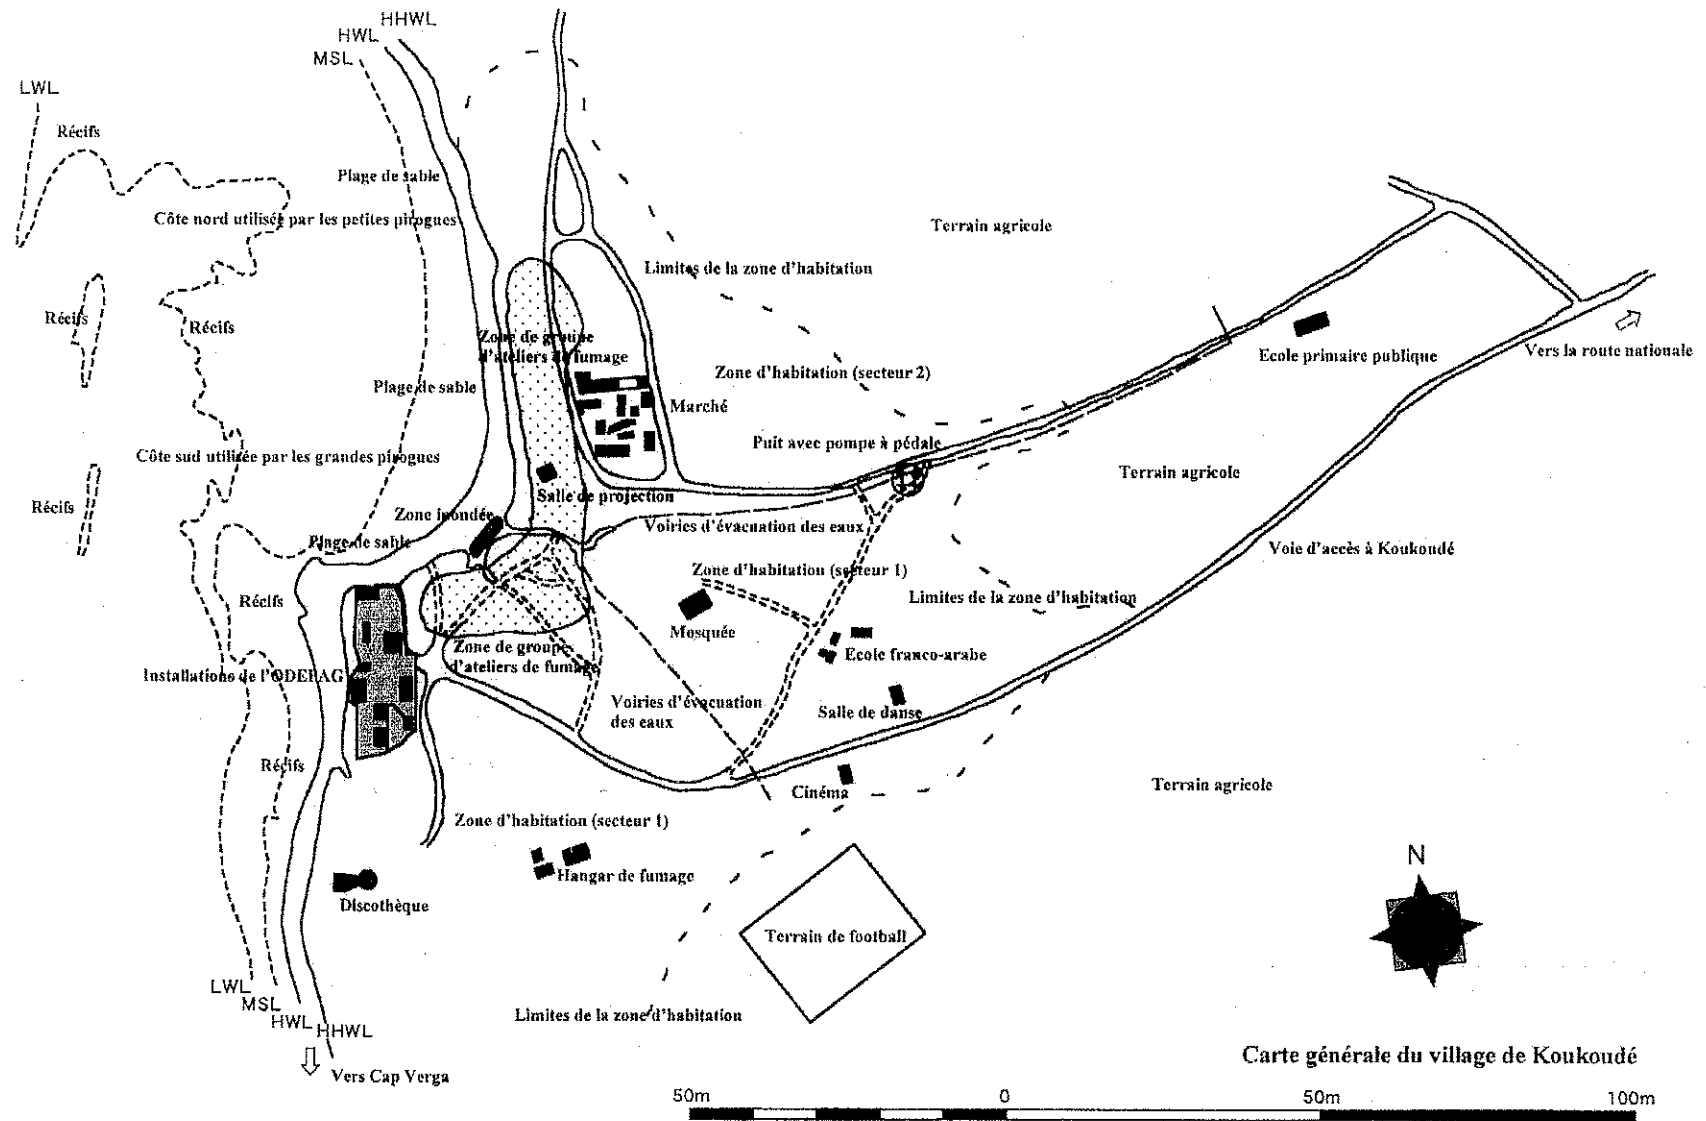 HHWL
HWL
MSL
LWL
Récifs
Plage de sable
Côte nord utilisée par les petites pirogues
Terrain agricole
Limites de la zone d'habitation
Récifs
Récifs
Zone de groupe
d'ateliers de fumage
Ecole primaire publique
Vers la route nationale
Plage de sable
Zone d'habitation (secteur 2)
Marché
Puit avec pompe à pédale
Côte sud utilisée par les grandes pirogues
Terrain agricole
Récifs
Salle de projection
Zone inondée
Voiries d'évacuation des eaux
Plage de sable
Voie d'accès à Koukoudé
Zone d'habitation (secteur 1)
Récifs
Limites de la zone d'habitation
Mosquée
Zone de groupe
d'ateliers de fumage
Ecole franco-arabe
Installations de l'ODEPAG
Voiries d'évacuation
des eaux
Salle de danse
Récifs
Cinéma
Terrain agricole
Zone d'habitation (secteur 1)
Hangar de fumage
Discothèque
N
Terrain de football
LWL
MSL
HWL
HHWL
Limites de la zone d'habitation
Vers Cap Verga
Carte générale du village de Koukoudé
50m 0 50m 100m